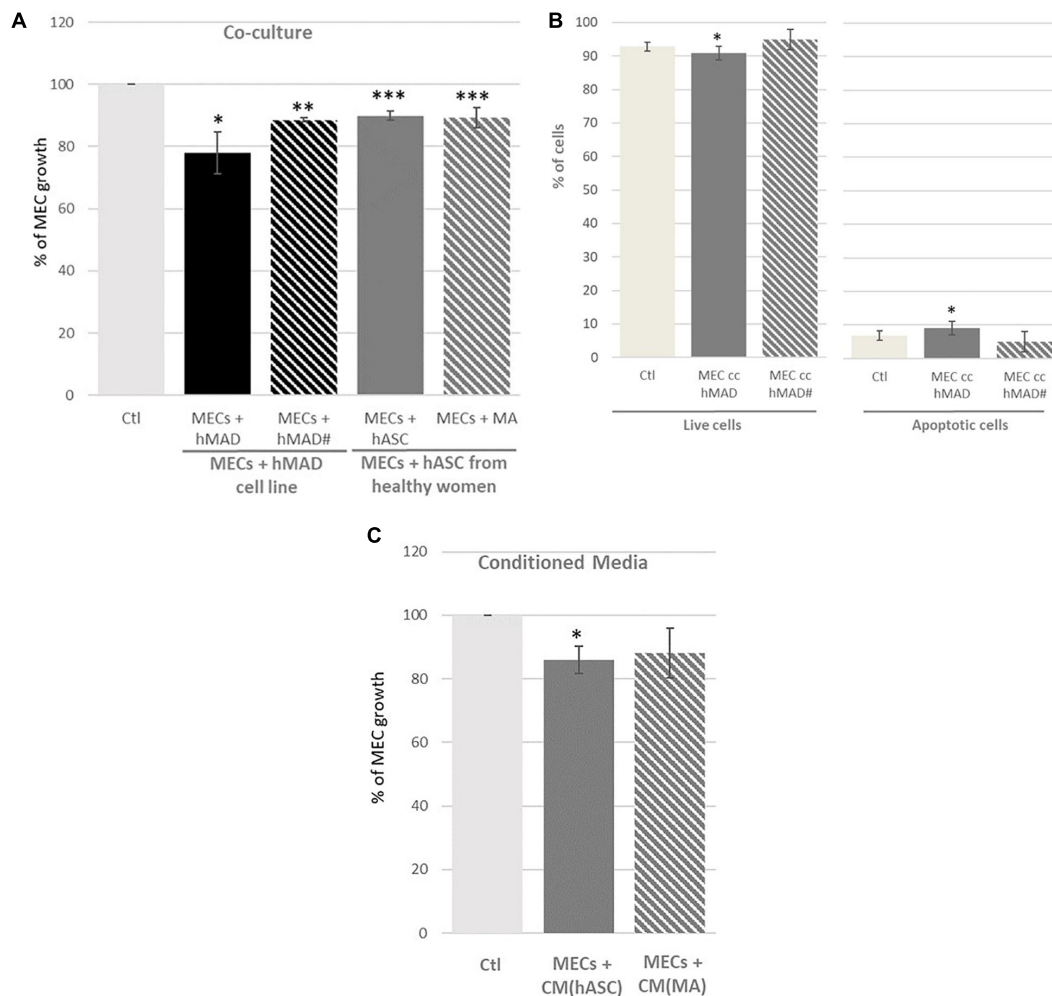 A
Co-culture
120
100
80
60
40
20
0
% of MEC growth
*
**
***
***
Ctl
MECs +
hMAD
MECs +
hMAD#
MECs +
hASC
MECs + MA
MECs + hMAD
cell line
MECs + hASC from
healthy women
B
100
90
80
70
60
50
40
30
20
10
0
% of cells
*
*
Ctl
MEC cc
hMAD
MEC cc
hMAD#
Live cells
Ctl
MEC cc
hMAD
MEC cc
hMAD#
Apoptotic cells
C
Conditioned Media
120
100
80
60
40
20
0
% of MEC growth
*
Ctl
MECs +
CM(hASC)
MECs +
CM(MA)